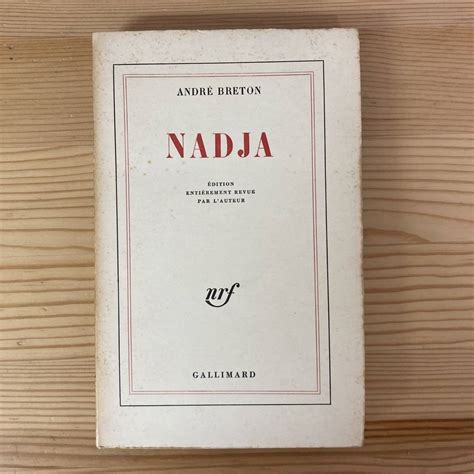 ANDRÉ BRETON
NADJA
ÉDITION
ENTIÈREMENT REVUE
PAR L'AUTEUR
nrf
GALLIMARD